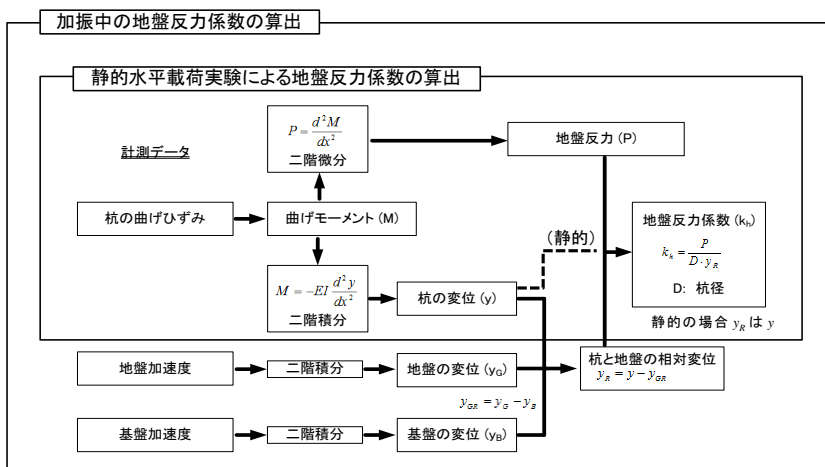 加振中の地盤反力係数の算出
静的水平載荷実験による地盤反力係数の算出
計測データ
P = d²M/dx²
二階微分
地盤反力 (P)
杭の曲げひずみ
曲げモーメント (M)
(静的)
地盤反力係数 (kₕ)
kₕ = P/(D・y_R)
D: 杭径
M = −EI d²y/dx²
二階積分
杭の変位 (y)
静的の場合 y_R は y
地盤加速度
二階積分
地盤の変位 (y_G)
杭と地盤の相対変位
y_R = y − y_GR
y_GR = y_G − y_B
基盤加速度
二階積分
基盤の変位 (y_B)